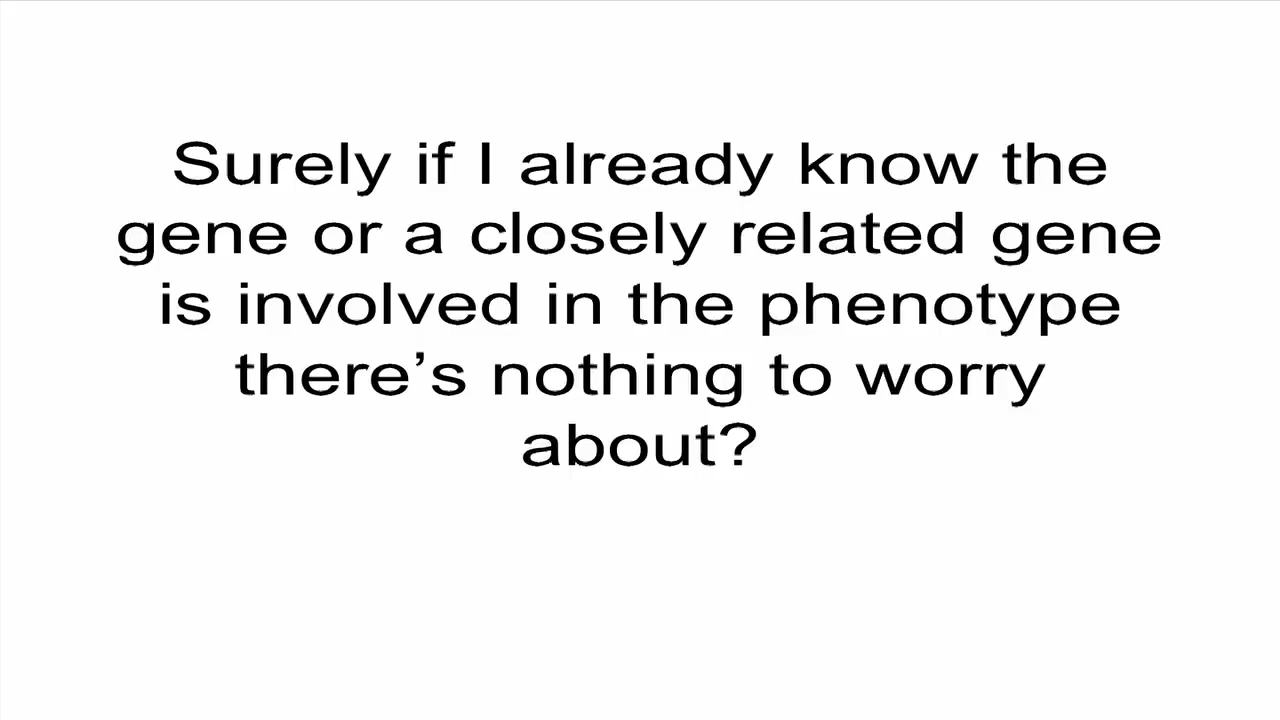 Surely if I already know the
gene or a closely related gene
is involved in the phenotype
there’s nothing to worry
about?